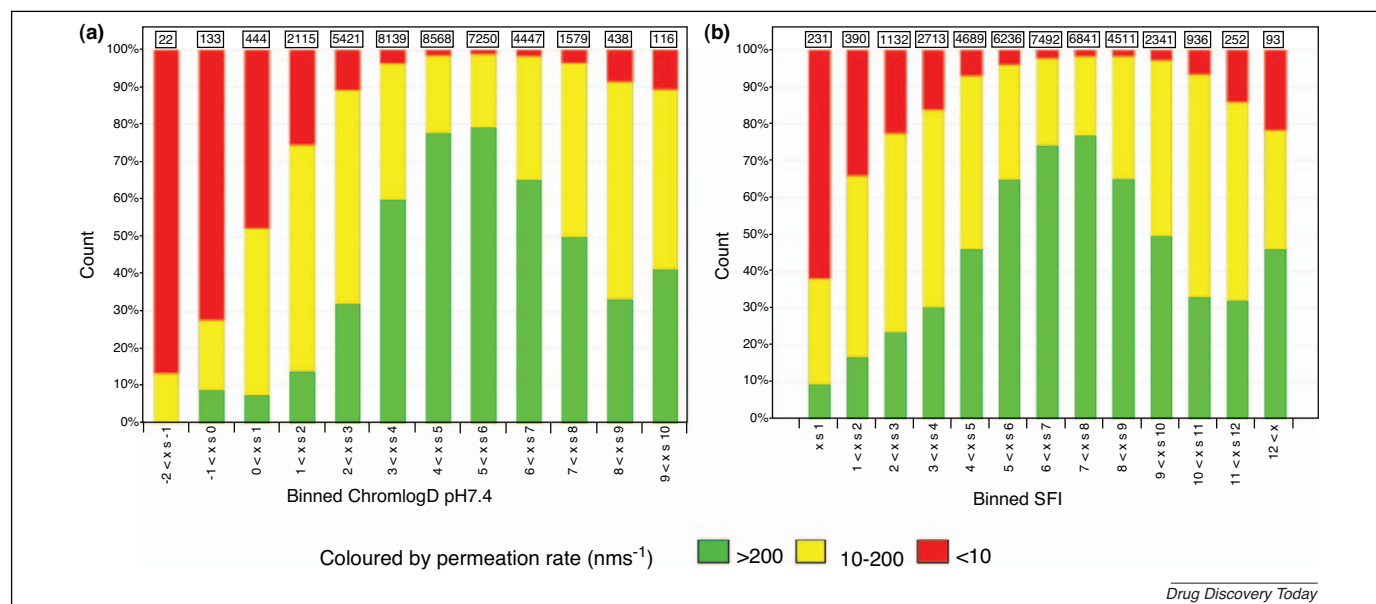 (a)
22 133 444 2115 5421 8139 8568 7250 4447 1579 438 116
100%
90%
80%
70%
60%
50%
40%
30%
20%
10%
0%
Count
-2 < x s -1
-1 < x s 0
0 < x s 1
1 < x s 2
2 < x s 3
3 < x s 4
4 < x s 5
5 < x s 6
6 < x s 7
7 < x s 8
8 < x s 9
9 < x s 10
Binned ChromlogD pH7.4
(b)
231 390 1132 2713 4689 6236 7492 6841 4511 2341 936 252 93
100%
90%
80%
70%
60%
50%
40%
30%
20%
10%
0%
Count
x s 1
1 < x s 2
2 < x s 3
3 < x s 4
4 < x s 5
5 < x s 6
6 < x s 7
7 < x s 8
8 < x s 9
9 < x s 10
10 < x s 11
11 < x s 12
12 < x
Binned SFI
Coloured by permeation rate (nms⁻¹) >200 10-200 <10
Drug Discovery Today